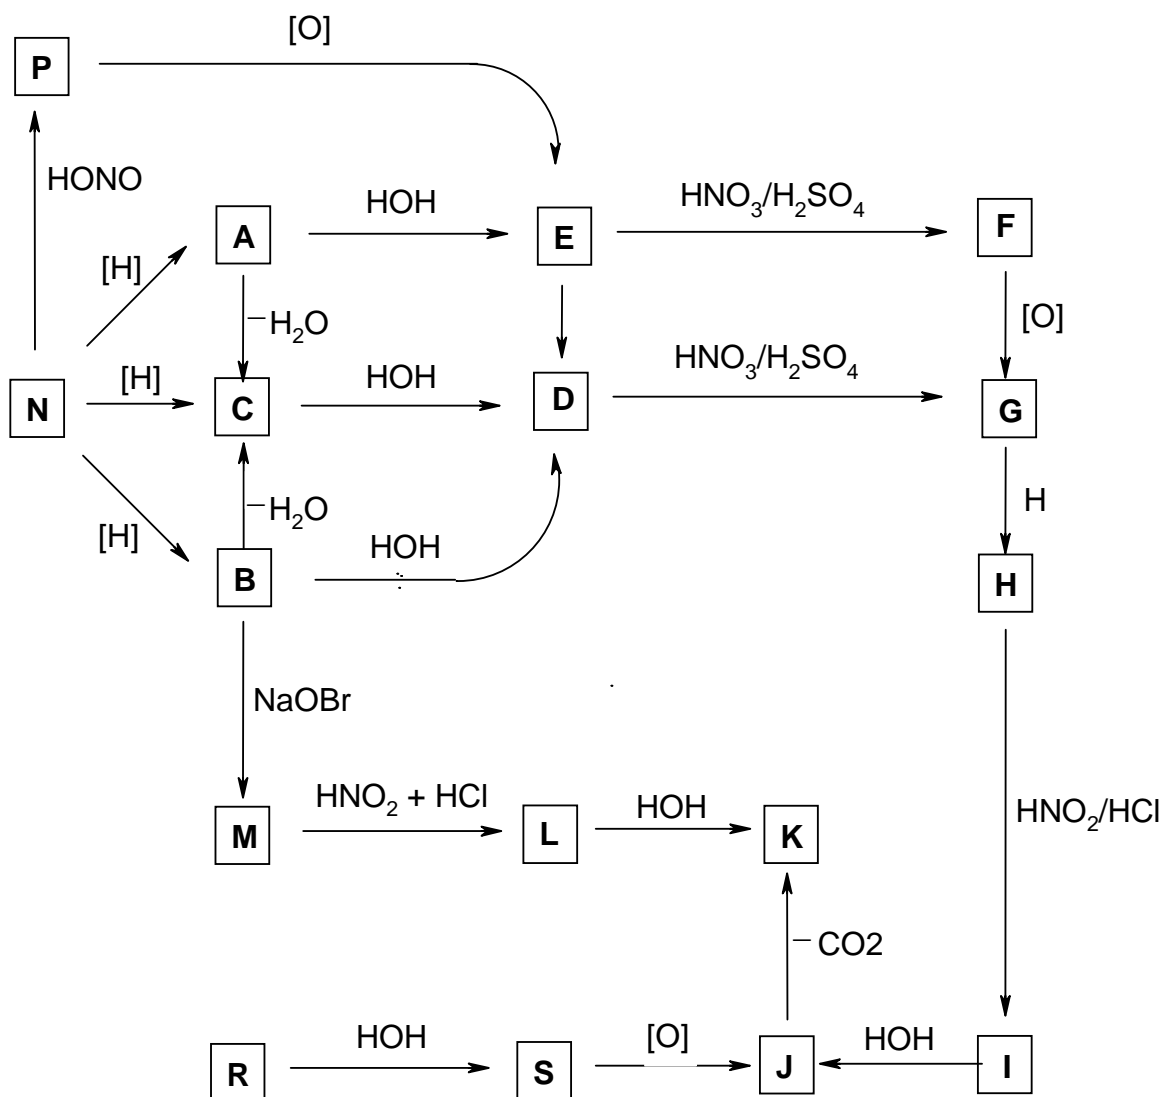 [O]
P
HONO
HOH
HNO₃/H₂SO₄
A
E
F
[H]
–H₂O
[O]
HNO₃/H₂SO₄
[H]
HOH
N
C
D
G
–H₂O
H
[H]
HOH
B
H
NaOBr
HNO₂ + HCl
HOH
HNO₂/HCl
M
L
K
–CO2
HOH
[O]
HOH
R
S
J
I